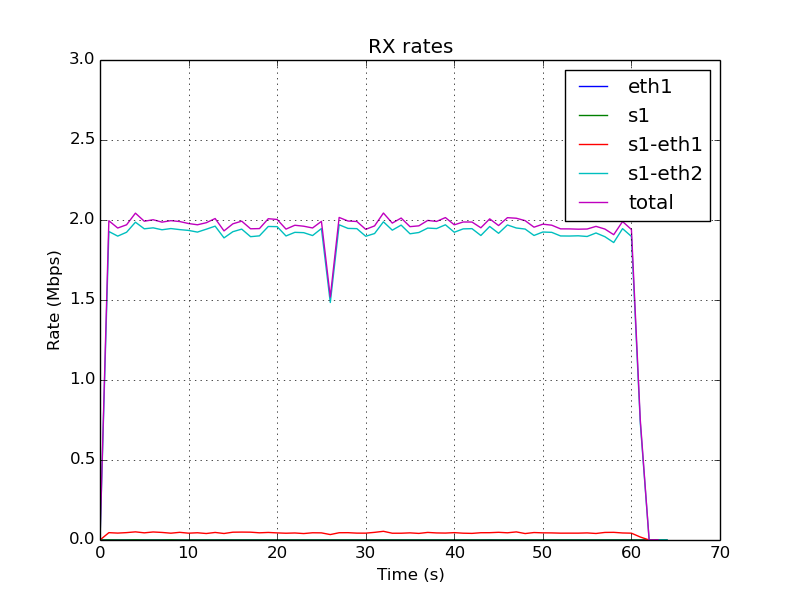 RX rates
3.0
2.5
2.0
1.5
1.0
0.5
0.0
Rate (Mbps)
eth1
s1
s1-eth1
s1-eth2
total
0 10 20 30 40 50 60 70
Time (s)